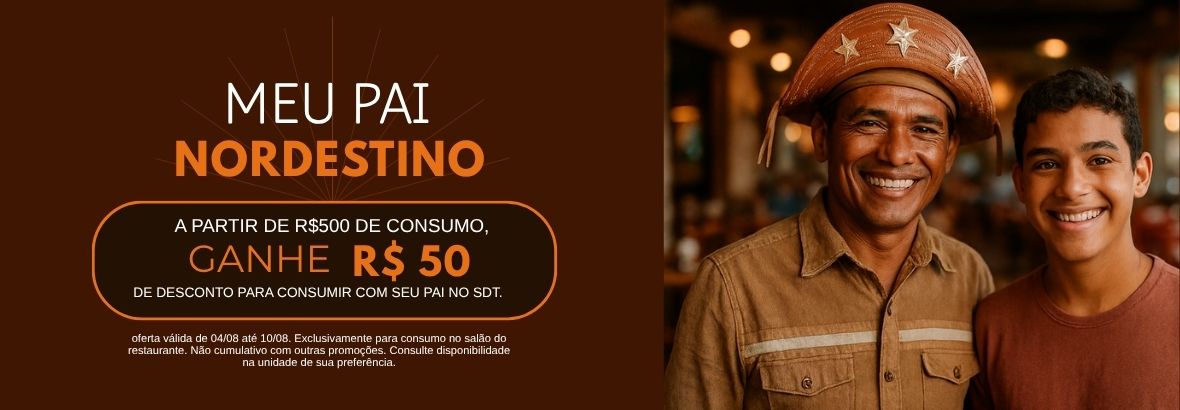 MEU PAI
NORDESTINO
A PARTIR DE R$500 DE CONSUMO,
GANHE R$ 50
DE DESCONTO PARA CONSUMIR COM SEU PAI NO SDT.
oferta válida de 04/08 até 10/08. Exclusivamente para consumo no salão do
restaurante. Não cumulativo com outras promoções. Consulte disponibilidade
na unidade de sua preferência.